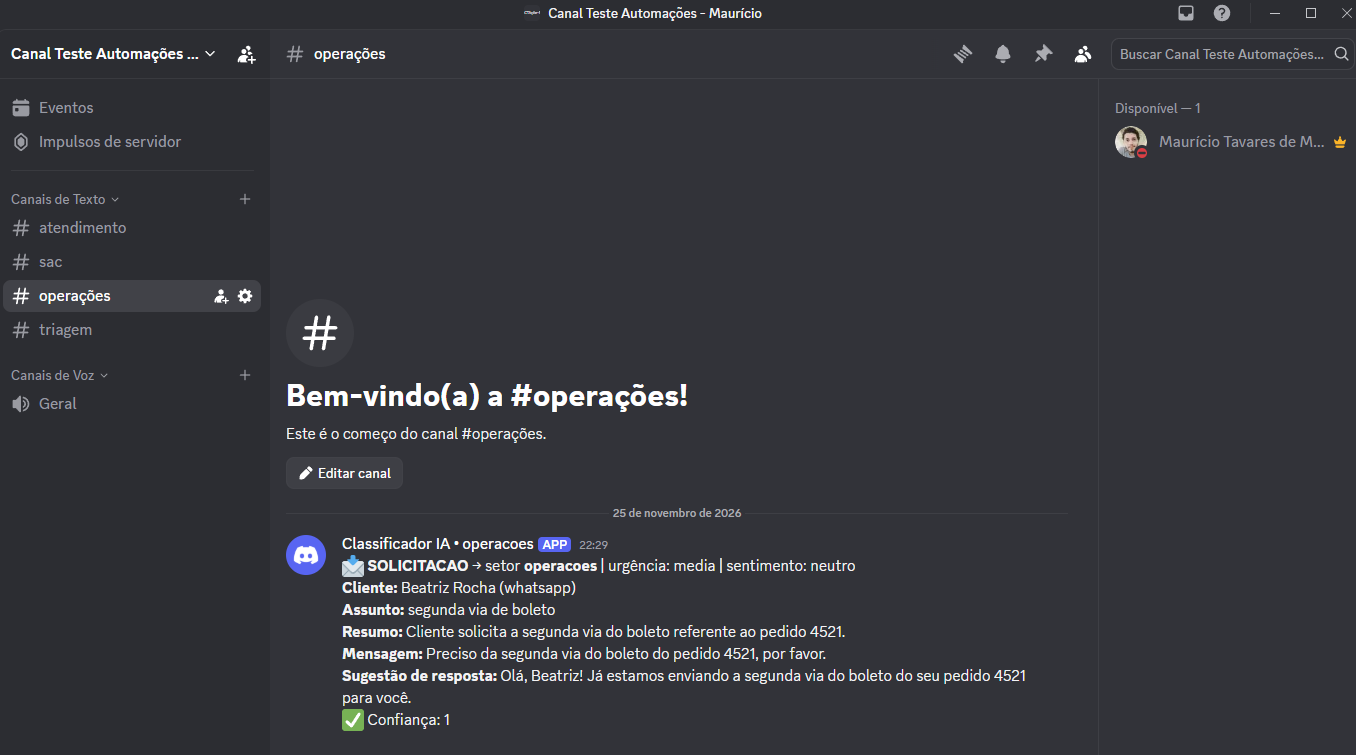 Canal Teste Automações - Maurício
Canal Teste Automações ...
operações
Buscar Canal Teste Automações...
Eventos
Impulsos de servidor
Canais de Texto
atendimento
sac
operações
triagem
Canais de Voz
Geral
Bem-vindo(a) a #operações!
Este é o começo do canal #operações.
Editar canal
25 de novembro de 2026
Classificador IA • operacoes APP 22:29
SOLICITACAO → setor operacoes | urgência: media | sentimento: neutro
Cliente: Beatriz Rocha (whatsapp)
Assunto: segunda via de boleto
Resumo: Cliente solicita a segunda via do boleto referente ao pedido 4521.
Mensagem: Preciso da segunda via do boleto do pedido 4521, por favor.
Sugestão de resposta: Olá, Beatriz! Já estamos enviando a segunda via do boleto do seu pedido 4521
para você.
✅ Confiança: 1
Disponível — 1
Maurício Tavares de M...